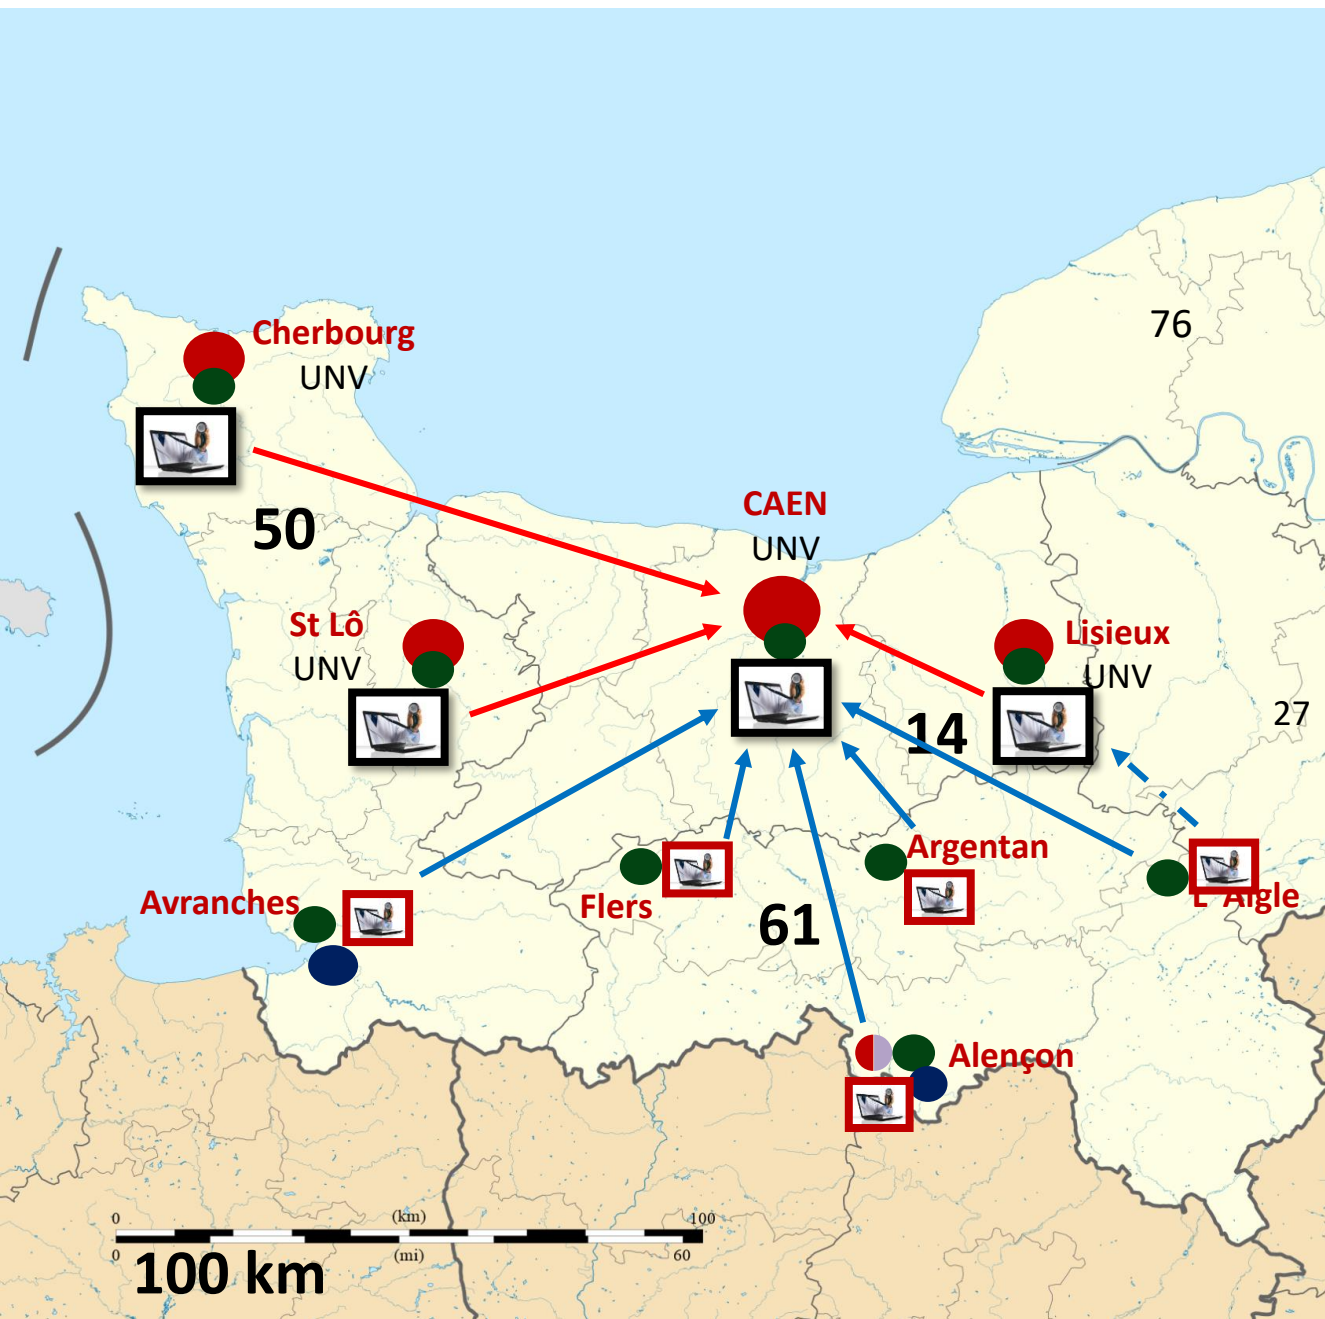 76
Cherbourg
UNV
50
CAEN
UNV
St Lô
UNV
Lisieux
UNV
27
14
Argentan
L' Aigle
Avranches
Flers
61
Alençon
0 (km) 100
0 (mi) 60
100 km